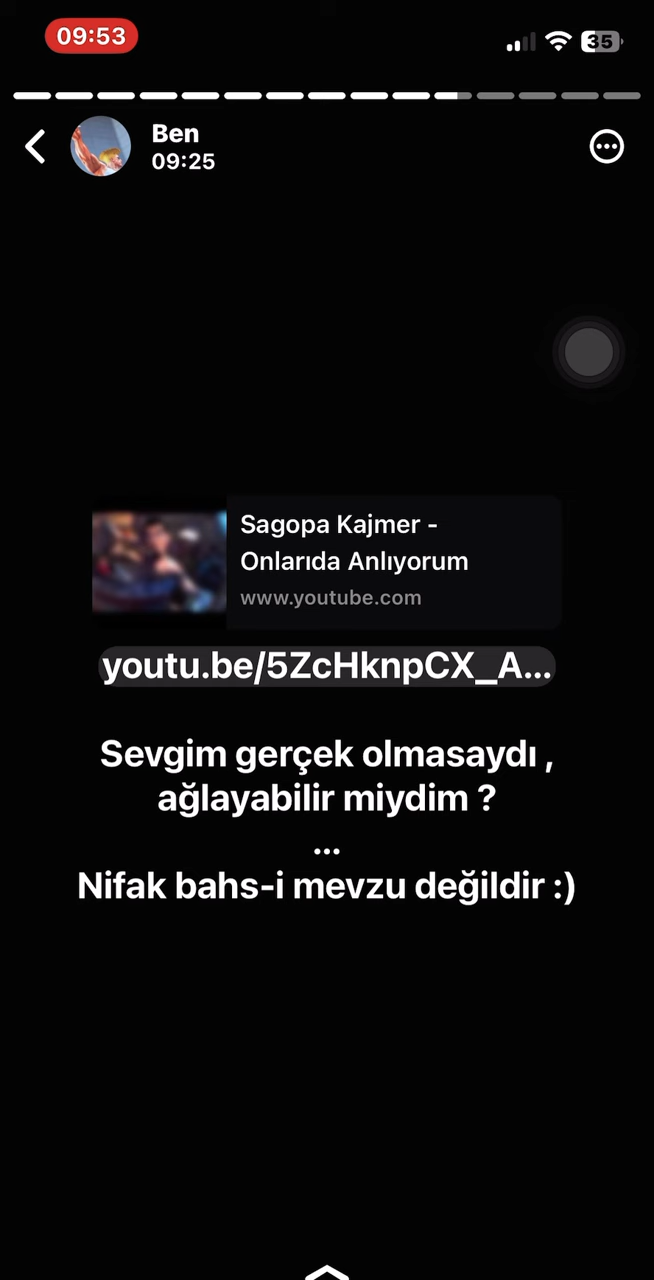 09:53
35
Ben
09:25
Sagopa Kajmer -
Onlarıda Anlıyorum
www.youtube.com
youtu.be/5ZcHknpCX_A...
Sevgim gerçek olmasaydı ,
ağlayabilir miydim ?
...
Nifak bahs-i mevzu değildir :)